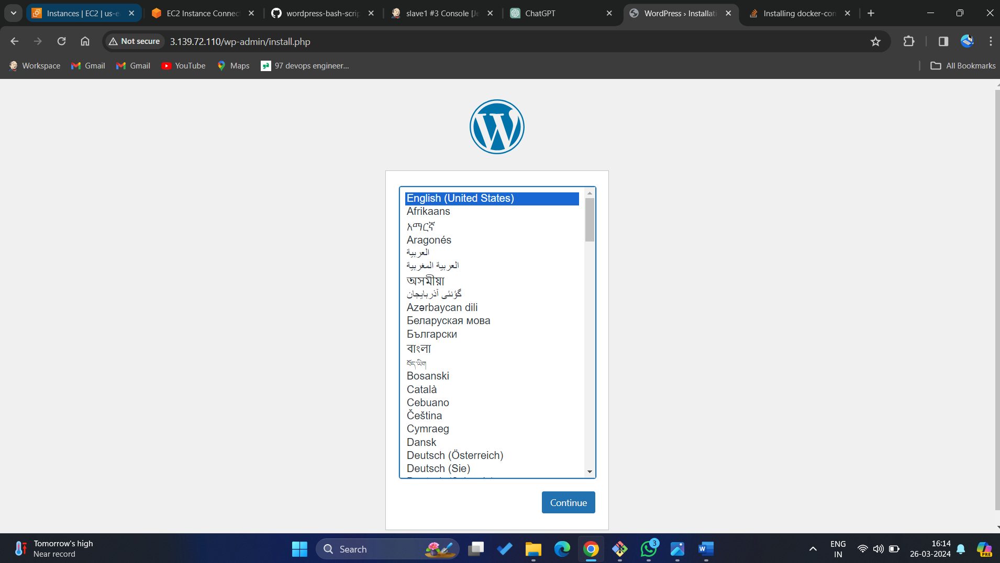 Instances | EC2 | us-e
EC2 Instance Connec
wordpress-bash-scrip
slave1 #3 Console [Je
ChatGPT
WordPress › Installati
Installing docker-con
Not secure
3.139.72.110/wp-admin/install.php
Workspace
Gmail
Gmail
YouTube
Maps
97 devops engineer...
All Bookmarks
English (United States)
Afrikaans
አማርኛ
Aragonés
العربية
العربية المغربية
অসমীয়া
گؤنئی آذربایجان
Azərbaycan dili
Беларуская мова
Български
বাংলা
བོད་ཡིག
Bosanski
Català
Cebuano
Čeština
Cymraeg
Dansk
Deutsch (Österreich)
Deutsch (Sie)
Continue
Tomorrow's high
Near record
Search
3
ENG
IN
16:14
26-03-2024
PRE